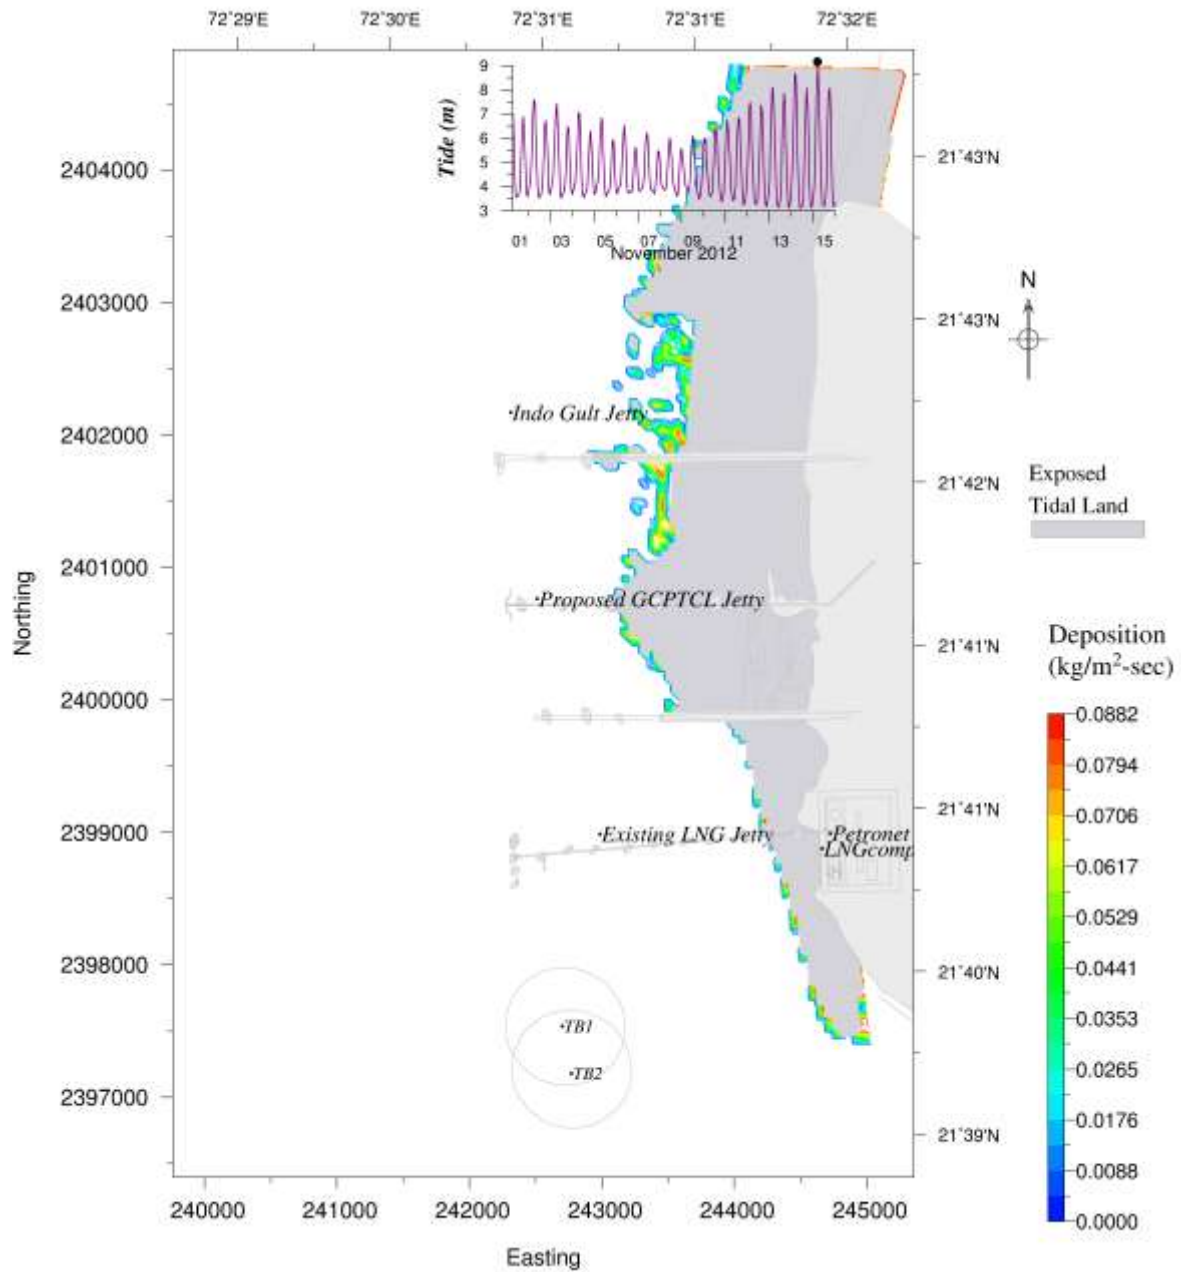 72°29'E 72°30'E 72°31'E 72°31'E 72°32'E
9
8
7
6
5
4
3
Tide (m)
01 03 05 07 09 11 13 15
November 2012
2404000
2403000
2402000
2401000
2400000
2399000
2398000
2397000
Northing
21°43'N
21°43'N
21°42'N
21°41'N
21°41'N
21°40'N
21°39'N
N
Indo Gult Jetty
Proposed GCPTCL Jetty
Existing LNG Jetty
Petronet
LNGcomp
TB1
TB2
Exposed
Tidal Land
Deposition
(kg/m²-sec)
0.0882
0.0794
0.0706
0.0617
0.0529
0.0441
0.0353
0.0265
0.0176
0.0088
0.0000
240000 241000 242000 243000 244000 245000
Easting